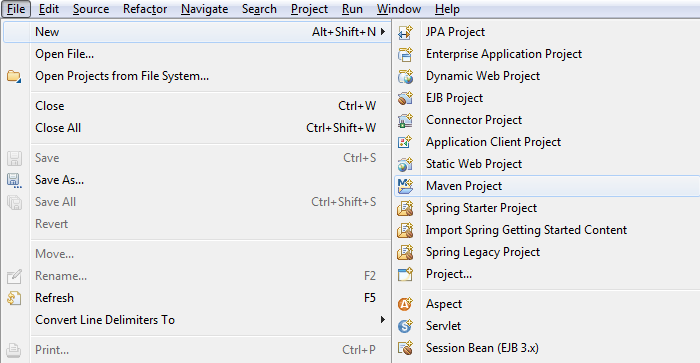 File Edit Source Refactor Navigate Search Project Run Window Help
New Alt+Shift+N
Open File...
Open Projects from File System...
Close Ctrl+W
Close All Ctrl+Shift+W
Save Ctrl+S
Save As...
Save All Ctrl+Shift+S
Revert
Move...
Rename... F2
Refresh F5
Convert Line Delimiters To
Print... Ctrl+P
JPA Project
Enterprise Application Project
Dynamic Web Project
EJB Project
Connector Project
Application Client Project
Static Web Project
Maven Project
Spring Starter Project
Import Spring Getting Started Content
Spring Legacy Project
Project...
Aspect
Servlet
Session Bean (EJB 3.x)